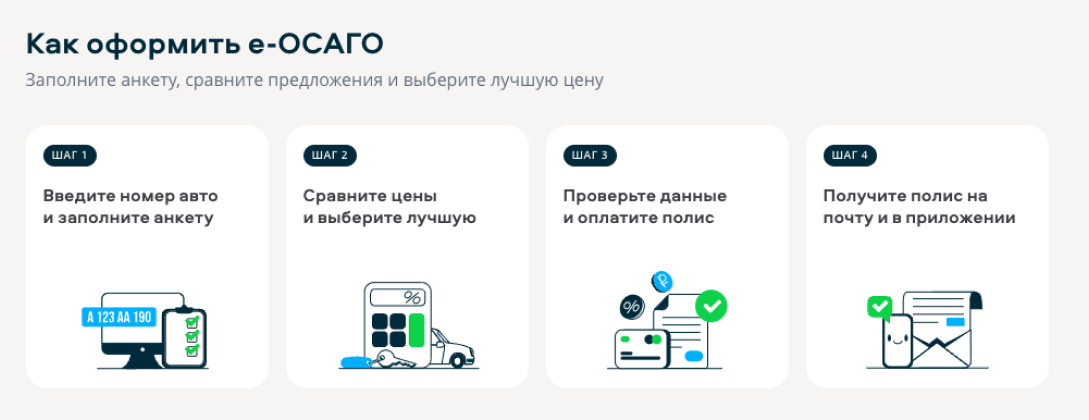 Как оформить е-ОСАГО
Заполните анкету, сравните предложения и выберите лучшую цену
ШАГ 1
Введите номер авто
и заполните анкету
А 123 АА 190
ШАГ 2
Сравните цены
и выберите лучшую
%
ШАГ 3
Проверьте данные
и оплатите полис
₽
%
ШАГ 4
Получите полис на
почту и в приложении